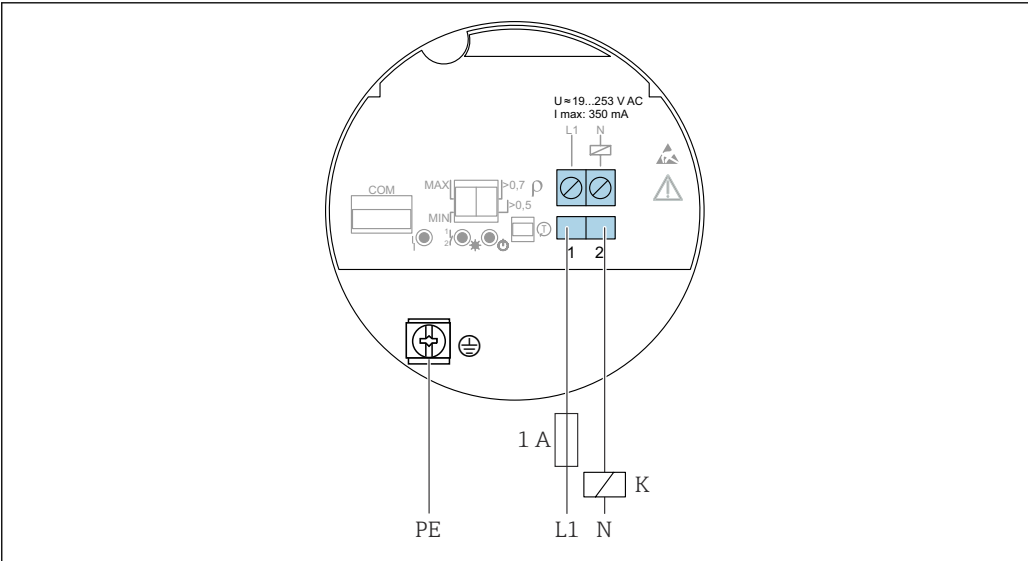 U ≈ 19...253 V AC
I max: 350 mA
L1 N
COM
MAX
>0,7 ρ
>0,5
MIN
1
2
T
1 2
1 A
K
PE L1 N